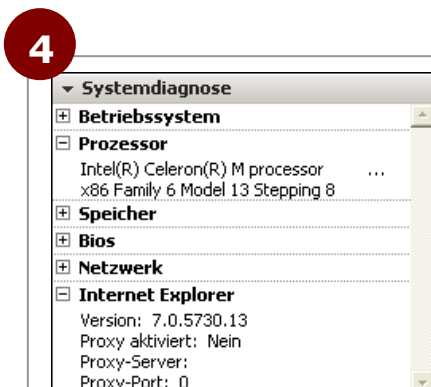 4
Systemdiagnose
Betriebssystem
Prozessor
Intel(R) Celeron(R) M processor ...
x86 Family 6 Model 13 Stepping 8
Speicher
Bios
Netzwerk
Internet Explorer
Version: 7.0.5730.13
Proxy aktiviert: Nein
Proxy-Server:
Proxy-Port: 0